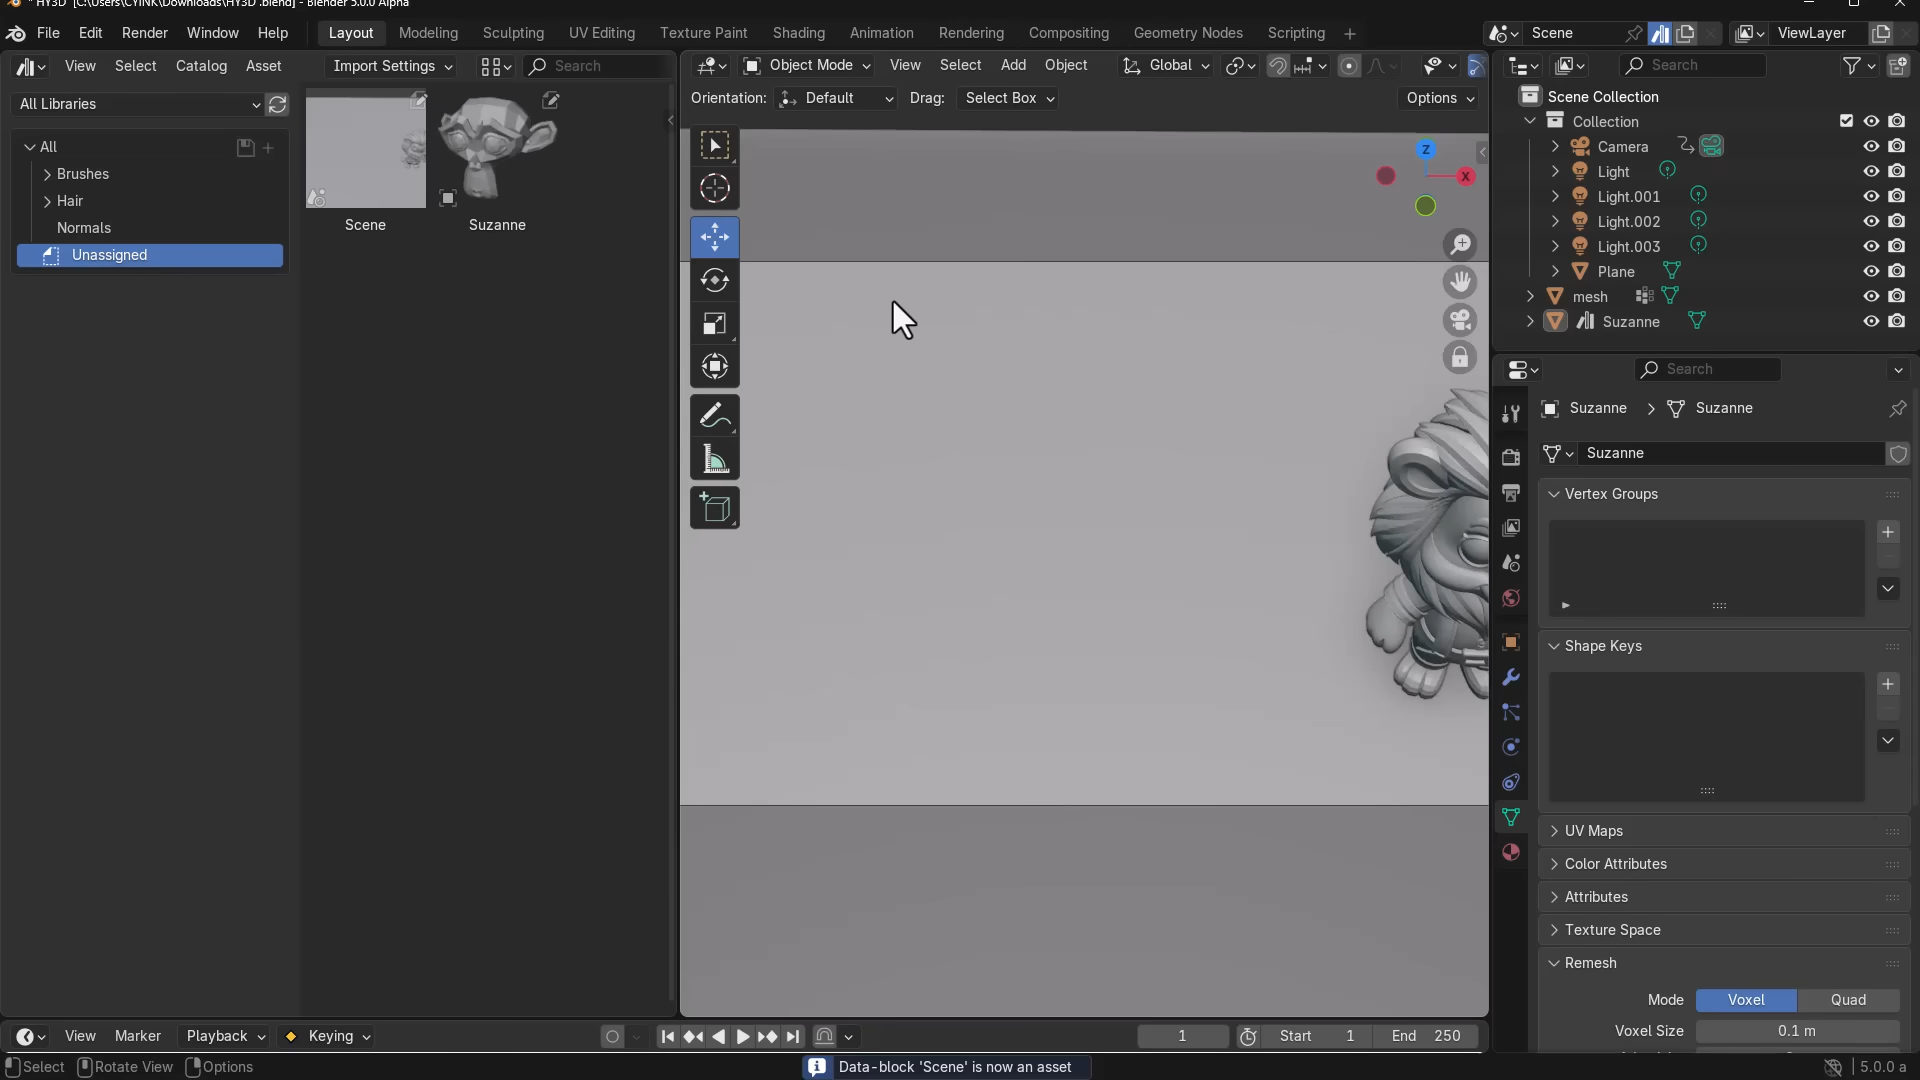 * HY3D [C:\Users\CYINK\Downloads\HY3D .blend] - Blender 5.0.0 Alpha
File Edit Render Window Help Layout Modeling Sculpting UV Editing Texture Paint Shading Animation Rendering Compositing Geometry Nodes Scripting Scene ViewLayer
View Select Catalog Asset Import Settings Search
All Libraries
All
Brushes
Hair
Normals
Unassigned
Scene
Suzanne
Object Mode View Select Add Object Global
Orientation: Default Drag: Select Box Options
Z
X
Search
Scene Collection
Collection
Camera
Light
Light.001
Light.002
Light.003
Plane
mesh
Suzanne
Search
Suzanne Suzanne
Suzanne
Vertex Groups
Shape Keys
UV Maps
Color Attributes
Attributes
Texture Space
Remesh
Mode Voxel Quad
Voxel Size 0.1 m
View Marker Playback Keying 1 Start 1 End 250
Select Rotate View Options Data-block 'Scene' is now an asset 5.0.0 a